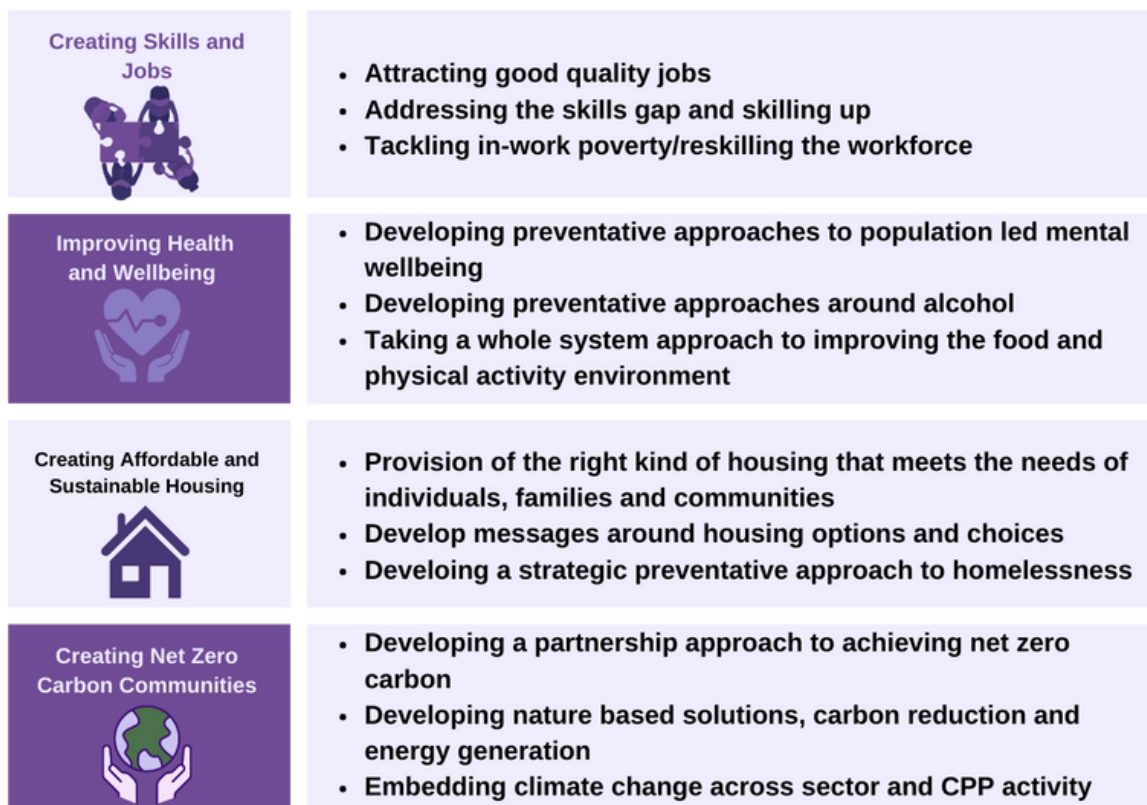 Creating Skills and
Jobs
• Attracting good quality jobs
• Addressing the skills gap and skilling up
• Tackling in-work poverty/reskilling the workforce
Improving Health
and Wellbeing
• Developing preventative approaches to population led mental
wellbeing
• Developing preventative approaches around alcohol
• Taking a whole system approach to improving the food and
physical activity environment
Creating Affordable and
Sustainable Housing
• Provision of the right kind of housing that meets the needs of
individuals, families and communities
• Develop messages around housing options and choices
• Develoing a strategic preventative approach to homelessness
Creating Net Zero
Carbon Communities
• Developing a partnership approach to achieving net zero
carbon
• Developing nature based solutions, carbon reduction and
energy generation
• Embedding climate change across sector and CPP activity